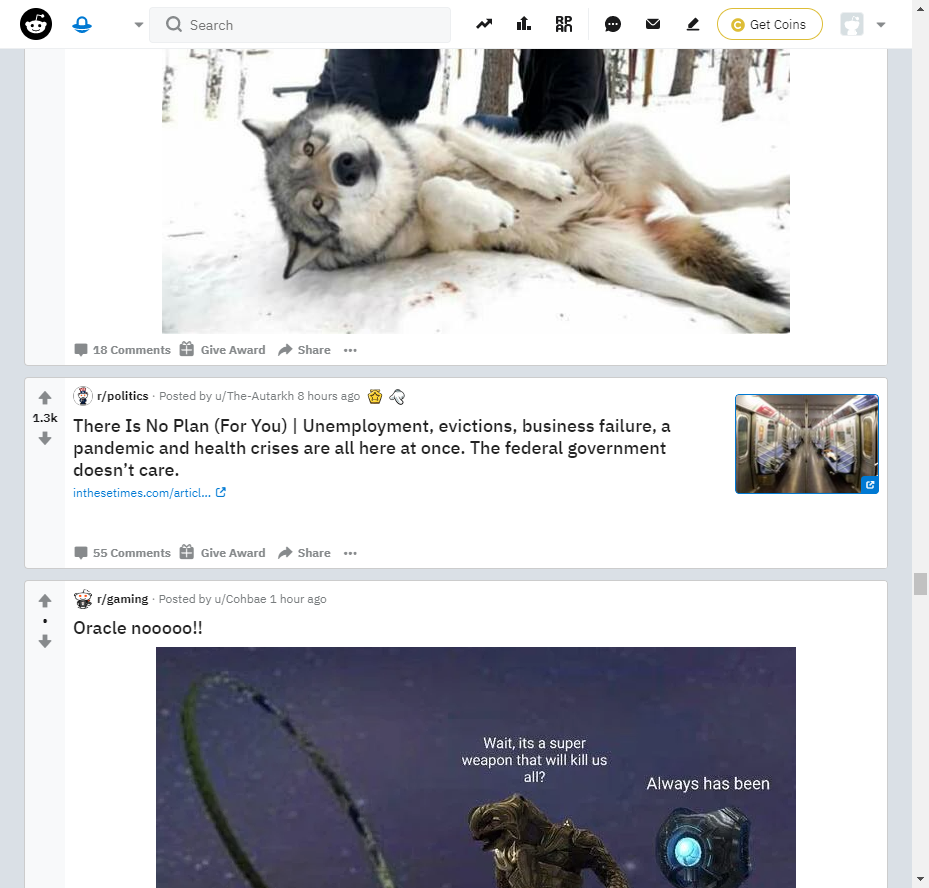 Search
RPAN
Get Coins
18 Comments Give Award Share
r/politics · Posted by u/The-Autarkh 8 hours ago
1.3k
There Is No Plan (For You) | Unemployment, evictions, business failure, a
pandemic and health crises are all here at once. The federal government
doesn’t care.
inthesetimes.com/articl...
55 Comments Give Award Share
r/gaming · Posted by u/Cohbae 1 hour ago
•
Oracle nooooo!!
Wait, its a super
weapon that will kill us
all?
Always has been